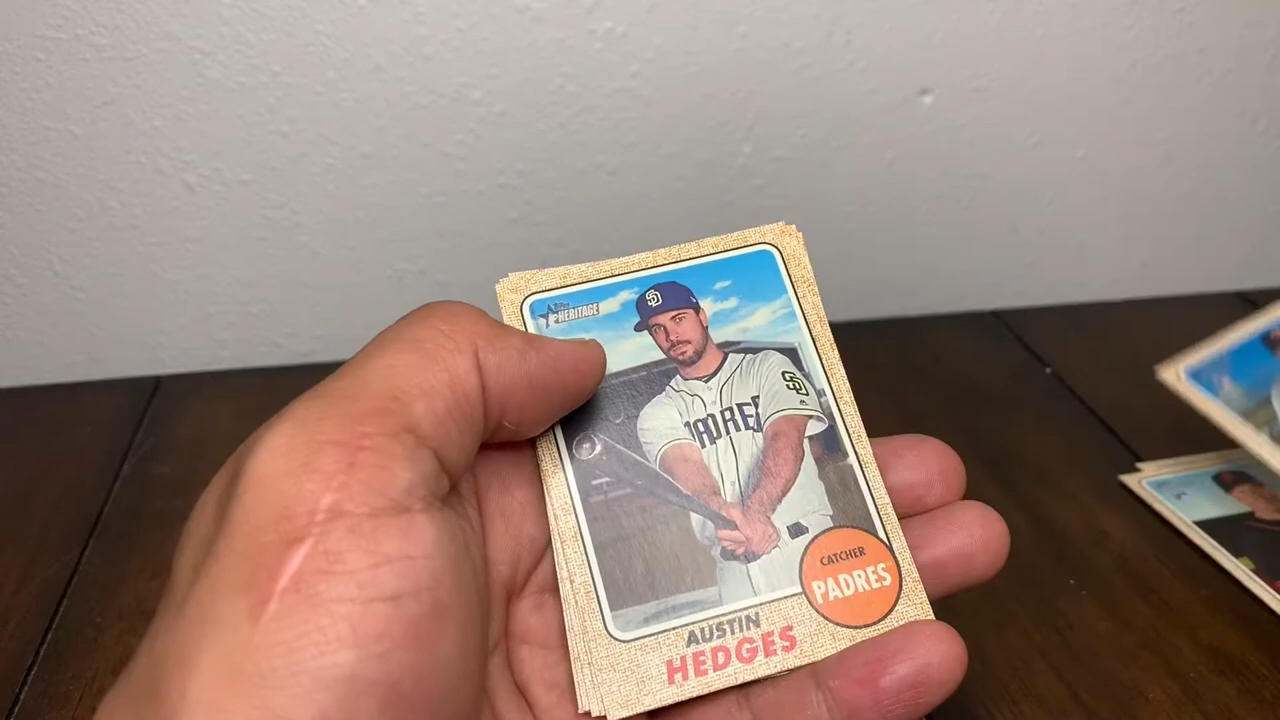 Topps
HERITAGE
SD
PADRES
SD
CATCHER
PADRES
AUSTIN
HEDGES